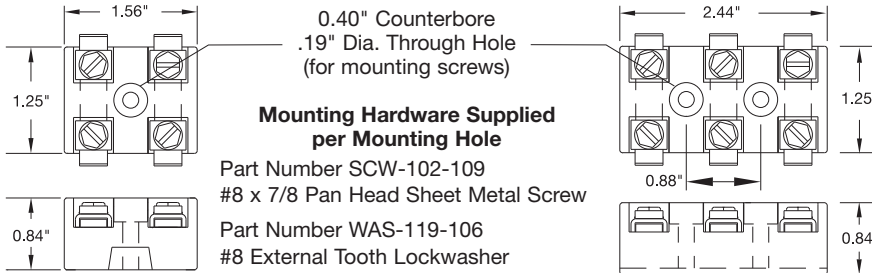 1.56"
0.40" Counterbore
.19" Dia. Through Hole
(for mounting screws)
2.44"
1.25"
1.25
Mounting Hardware Supplied
per Mounting Hole
Part Number SCW-102-109
#8 x 7/8 Pan Head Sheet Metal Screw
0.88"
0.84"
Part Number WAS-119-106
#8 External Tooth Lockwasher
0.84